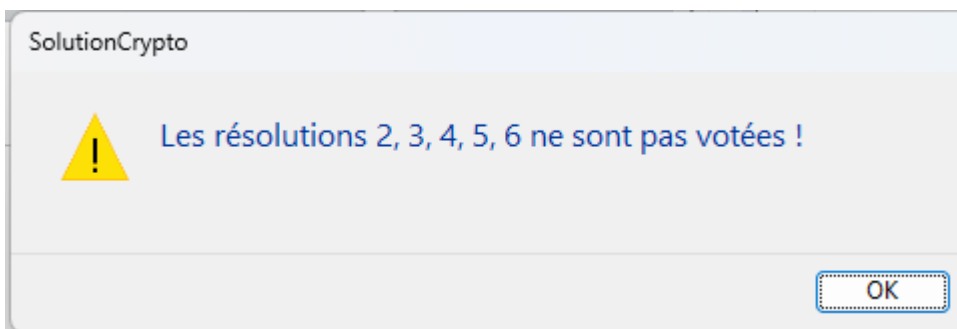 SolutionCrypto
Les résolutions 2, 3, 4, 5, 6 ne sont pas votées !
OK